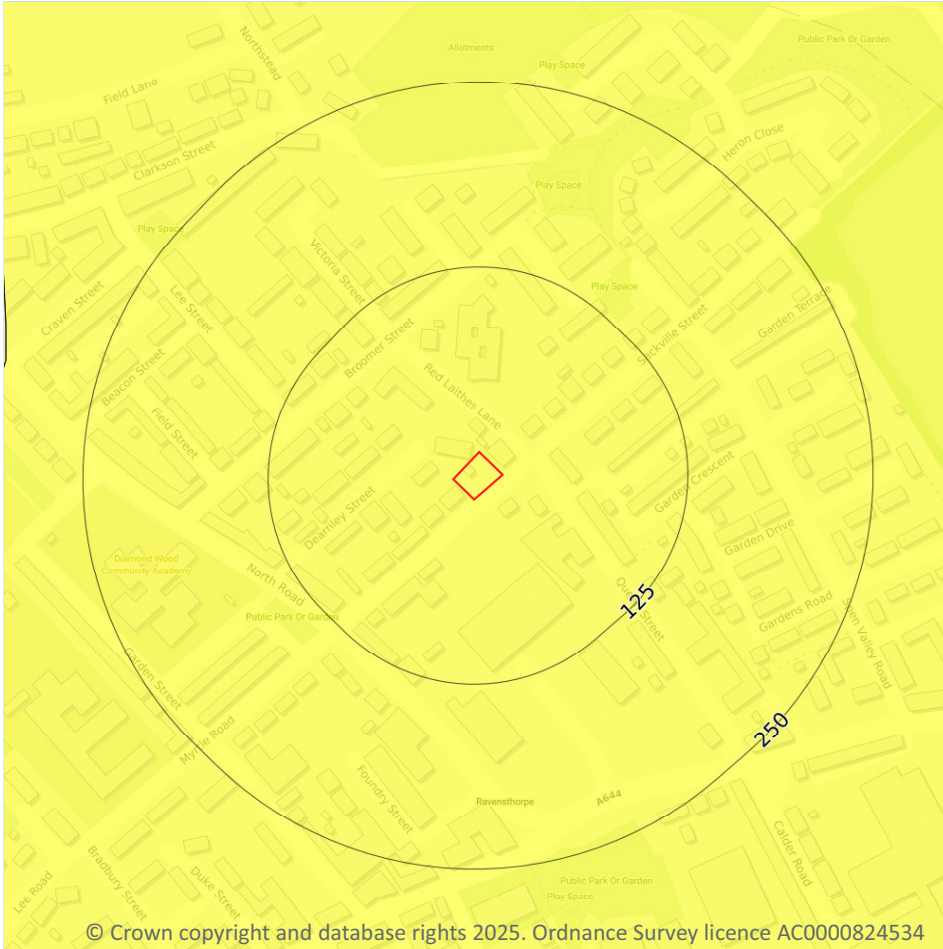 Northstead
Public Park Or Garden
Allotments
Play Space
Field Lane
Clarkson Street
Heron Close
Play Space
Play Space
Victoria Street
Play Space
Craven Street
Lee Street
Garden Terrace
Sackville Street
Broomer Street
Beacon Street
Red Laithes Lane
Field Street
Garden Crescent
Dearnley Street
Garden Drive
Diamond Wood
Community Academy
North Road
Public Park Or Garden
125
Gardens Road
Spen Valley Road
Garden Street
250
Myrtle Road
Foundry Street
Ravensthorpe
A644
Calder Road
Lee Road
Bradbury Street
Duke Street
Public Park Or Garden
Play Space
© Crown copyright and database rights 2025. Ordnance Survey licence AC0000824534